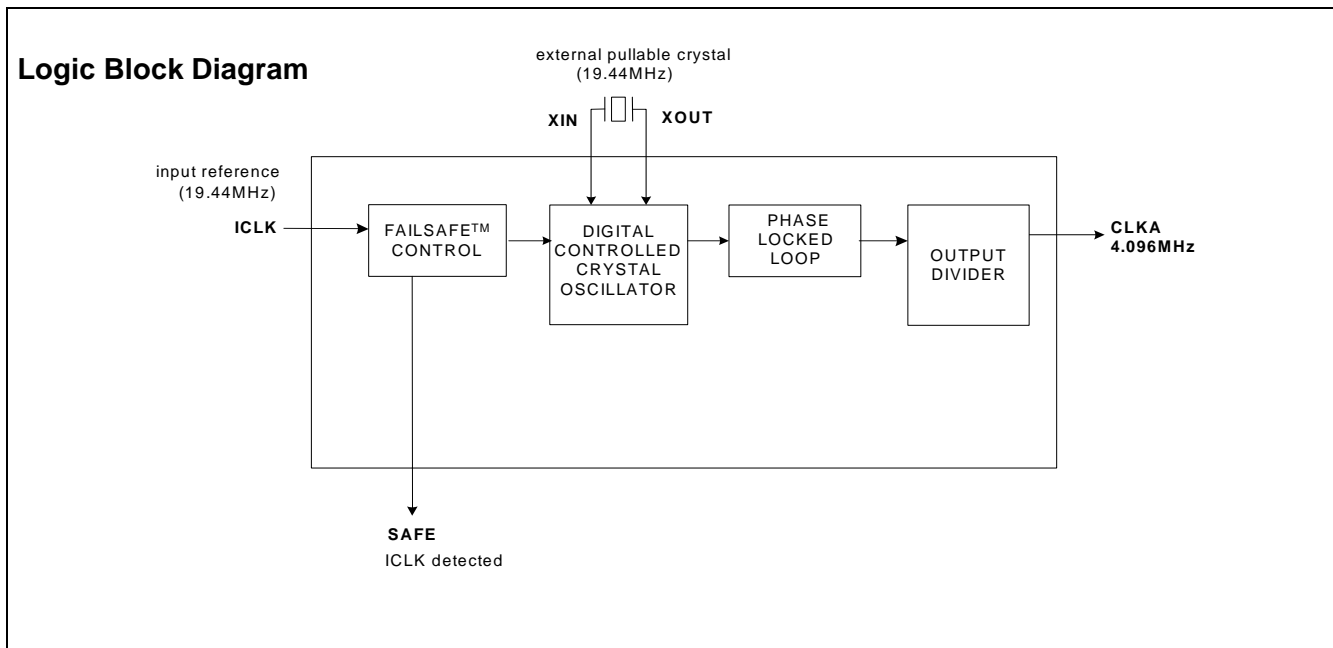 Logic Block Diagram
external pullable crystal
(19.44MHz)
XIN
XOUT
input reference
(19.44MHz)
ICLK
FAILSAFE™
CONTROL
DIGITAL
CONTROLLED
CRYSTAL
OSCILLATOR
PHASE
LOCKED
LOOP
OUTPUT
DIVIDER
CLKA
4.096MHz
SAFE
ICLK detected